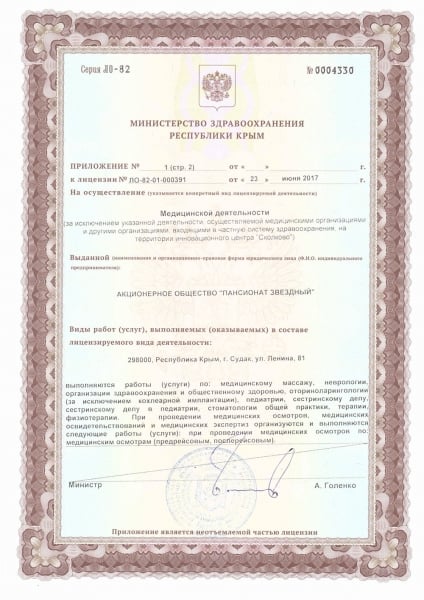 Серия ЛО-82 № 0004330
МИНИСТЕРСТВО ЗДРАВООХРАНЕНИЯ
РЕСПУБЛИКИ КРЫМ
ПРИЛОЖЕНИЕ № 1 (стр. 2) от « » г.
к лицензии № ЛО-82-01-000391 от « 23 » июня 2017 г.
На осуществление (указывается конкретный вид лицензируемой деятельности)
Медицинской деятельности
(за исключением указанной деятельности, осуществляемой медицинскими организациями
и другими организациями, входящими в частную систему здравоохранения, на
территории инновационного центра "Сколково")
Выданной (наименование и организационно-правовая форма юридического лица (Ф.И.О. индивидуального
предпринимателя):
АКЦИОНЕРНОЕ ОБЩЕСТВО "ПАНСИОНАТ ЗВЕЗДНЫЙ"
Виды работ (услуг), выполняемых (оказываемых) в составе
лицензируемого вида деятельности:
298000, Республика Крым, г. Судак, ул. Ленина, 81
выполняются работы (услуги) по: медицинскому массажу, неврологии,
организации здравоохранения и общественному здоровью, оториноларингологии
(за исключением кохлеарной имплантации), педиатрии, сестринскому делу,
сестринскому делу в педиатрии, стоматологии общей практики, терапии,
физиотерапии. При проведении медицинских осмотров, медицинских
освидетельствований и медицинских экспертиз организуются и выполняются
следующие работы (услуги): при проведении медицинских осмотров по:
медицинским осмотрам (предрейсовым, послерейсовым).
Министр А. Голенко
Приложение является неотъемлемой частью лицензии